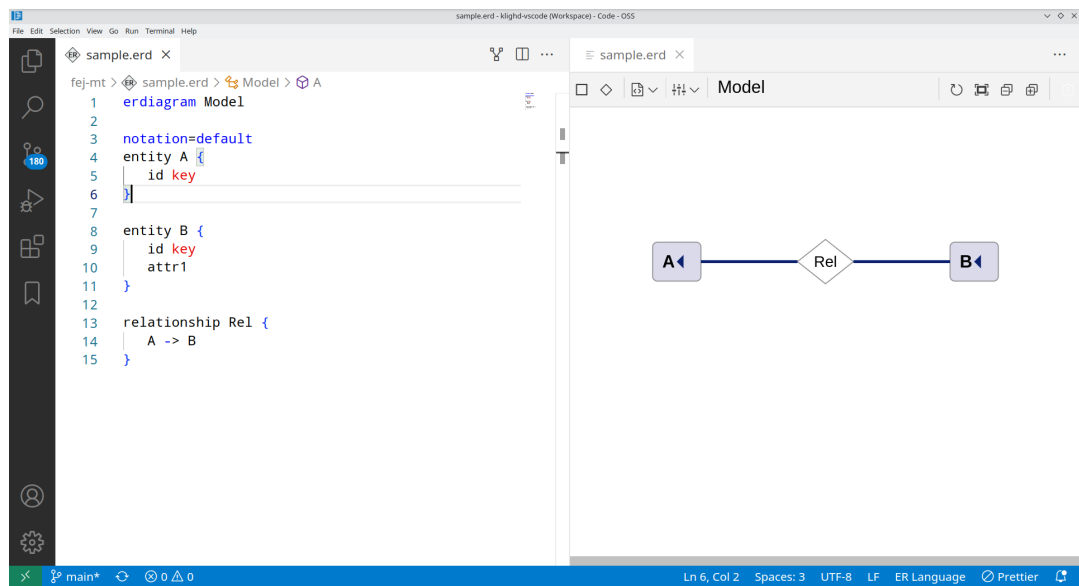 sample.erd - klighd-vscode (Workspace) - Code - OSS
File Edit Selection View Go Run Terminal Help
ER sample.erd
fej-mt > ER sample.erd > Model > A
1 erdiagram Model
2
3 notation=default
4 entity A {
5 id key
6 }
7
8 entity B {
9 id key
10 attr1
11 }
12
13 relationship Rel {
14 A -> B
15 }
180
main* 0 0
sample.erd
Model
A Rel B
Ln 6, Col 2 Spaces: 3 UTF-8 LF ER Language Prettier